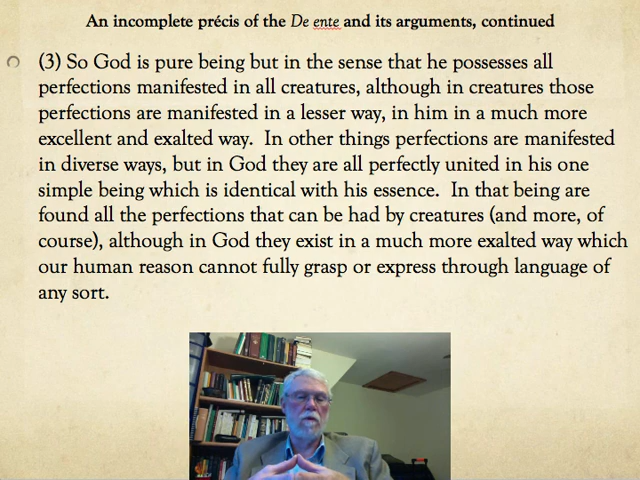 An incomplete précis of the De ente and its arguments, continued
(3) So God is pure being but in the sense that he possesses all
perfections manifested in all creatures, although in creatures those
perfections are manifested in a lesser way, in him in a much more
excellent and exalted way.  In other things perfections are manifested
in diverse ways, but in God they are all perfectly united in his one
simple being which is identical with his essence.  In that being are
found all the perfections that can be had by creatures (and more, of
course), although in God they exist in a much more exalted way which
our human reason cannot fully grasp or express through language of
any sort.